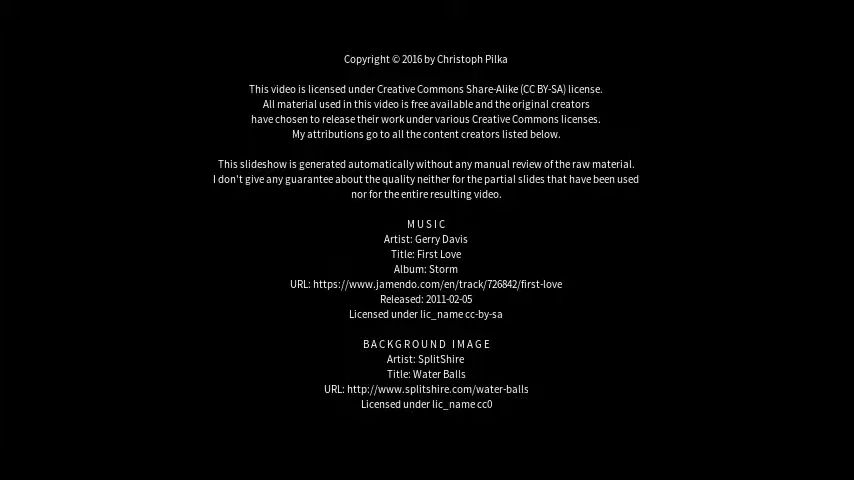 Copyright © 2016 by Christoph Pilka
This video is licensed under Creative Commons Share-Alike (CC BY-SA) license.
All material used in this video is free available and the original creators
have chosen to release their work under various Creative Commons licenses.
My attributions go to all the content creators listed below.
This slideshow is generated automatically without any manual review of the raw material.
I don't give any guarantee about the quality neither for the partial slides that have been used
nor for the entire resulting video.
M U S I C
Artist: Gerry Davis
Title: First Love
Album: Storm
URL: https://www.jamendo.com/en/track/726842/first-love
Released: 2011-02-05
Licensed under lic_name cc-by-sa
B A C K G R O U N D   I M A G E
Artist: SplitShire
Title: Water Balls
URL: http://www.splitshire.com/water-balls
Licensed under lic_name cc0